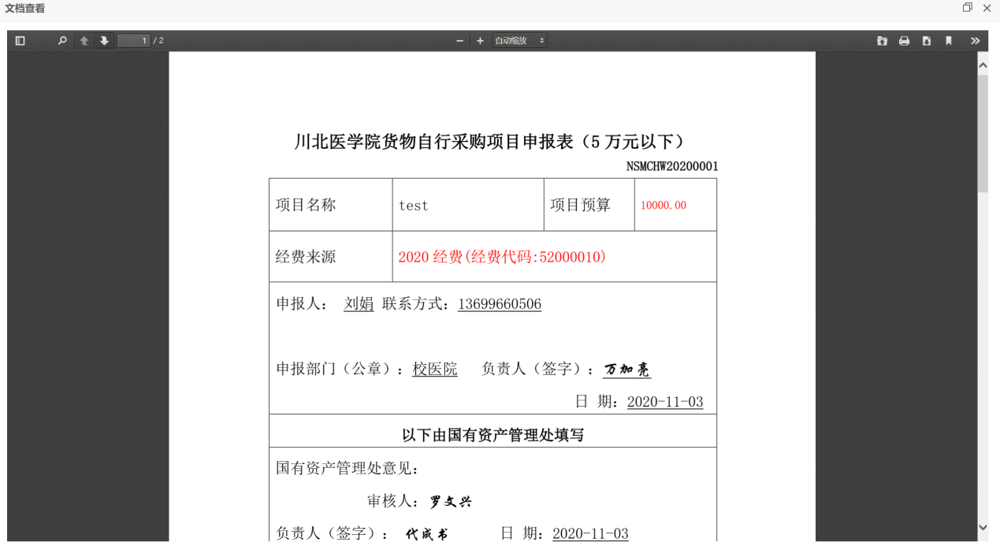 文档查看
1 / 2
自动缩放
川北医学院货物自行采购项目申报表（5 万元以下）
NSMCHW20200001
项目名称 test 项目预算 10000.00
经费来源 2020 经费(经费代码:52000010)
申报人： 刘娟 联系方式：13699660506
申报部门（公章）：校医院 负责人（签字）：万加亮
日 期：2020-11-03
以下由国有资产管理处填写
国有资产管理处意见：
审核人：罗文兴
负责人（签字）： 代成书 日 期：2020-11-03